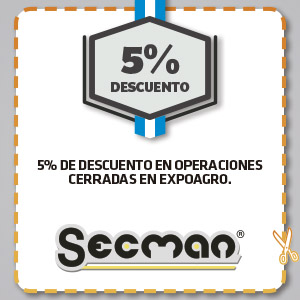 5%
DESCUENTO
5% DE DESCUENTO EN OPERACIONES
CERRADAS EN EXPOAGRO.
Secman®